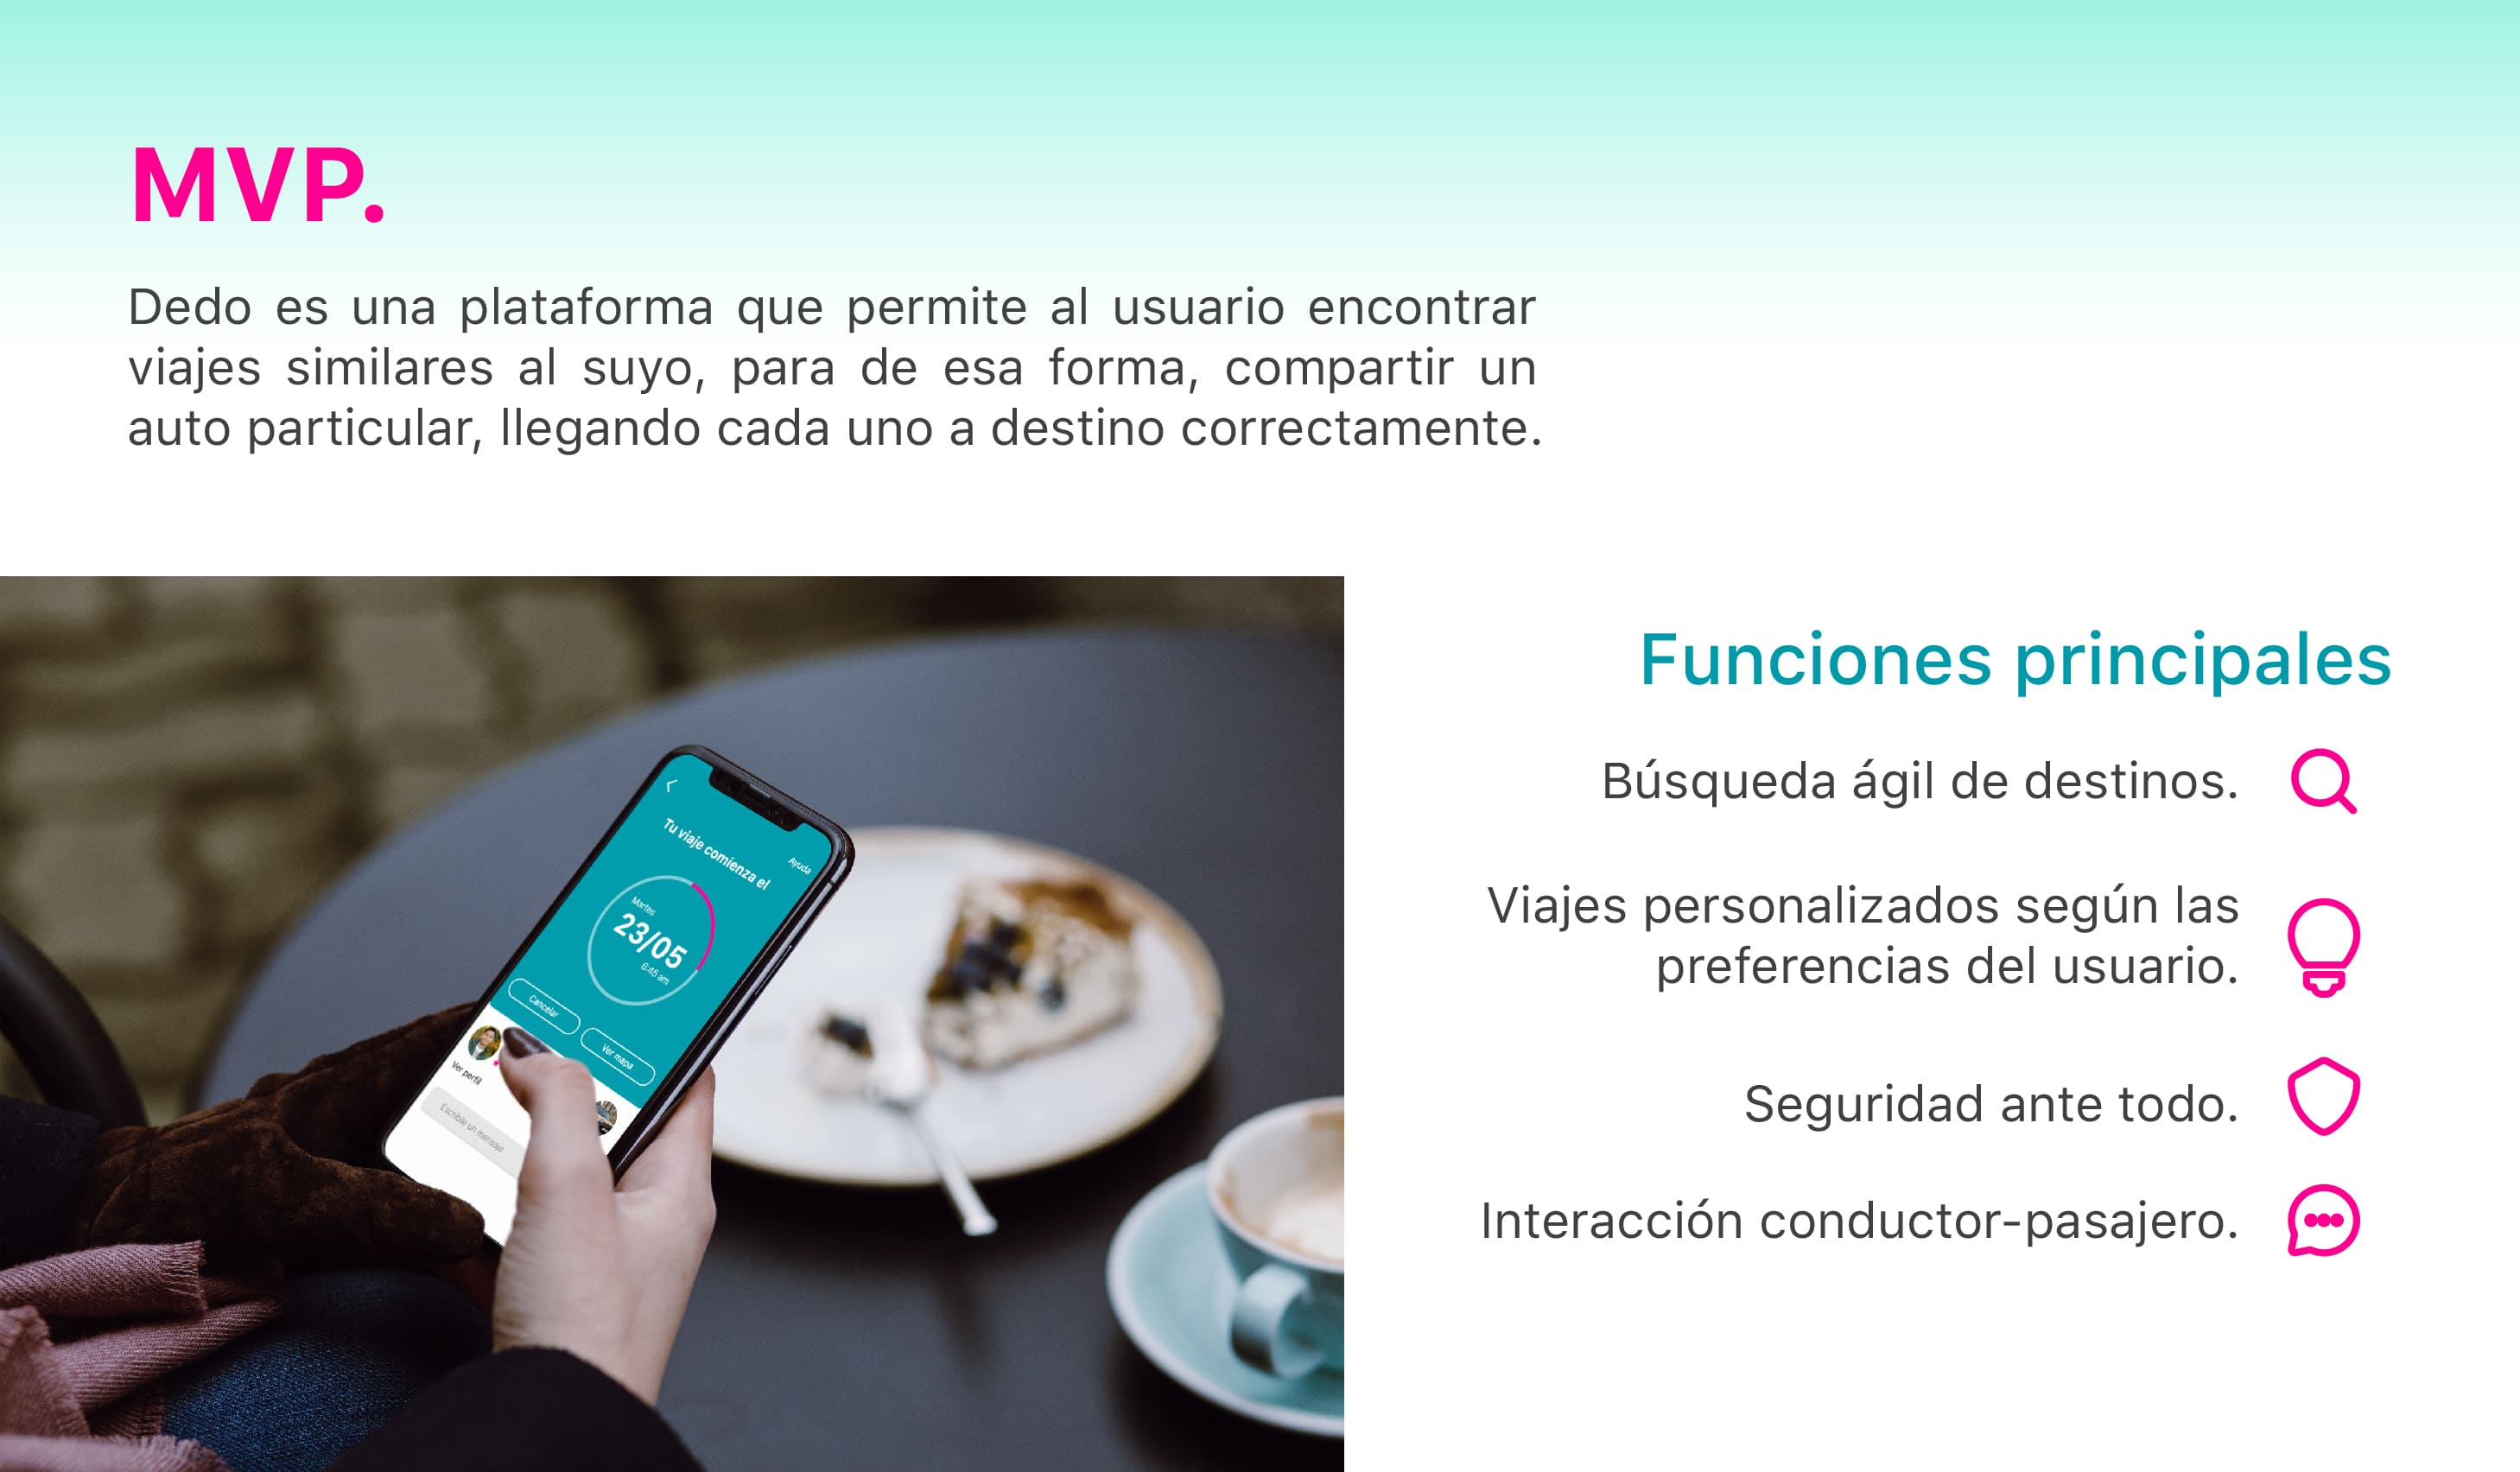 MVP.
Dedo es una plataforma que permite al usuario encontrar
viajes similares al suyo, para de esa forma, compartir un
auto particular, llegando cada uno a destino correctamente.
Funciones principales
Búsqueda ágil de destinos.
Viajes personalizados según las
preferencias del usuario.
Seguridad ante todo.
Interacción conductor-pasajero.
Tu viaje comienza el
Ayuda
Martes
23/05
6:45 am
Cancelar
Ver mapa
Ver perfil
Escribile un mensaje